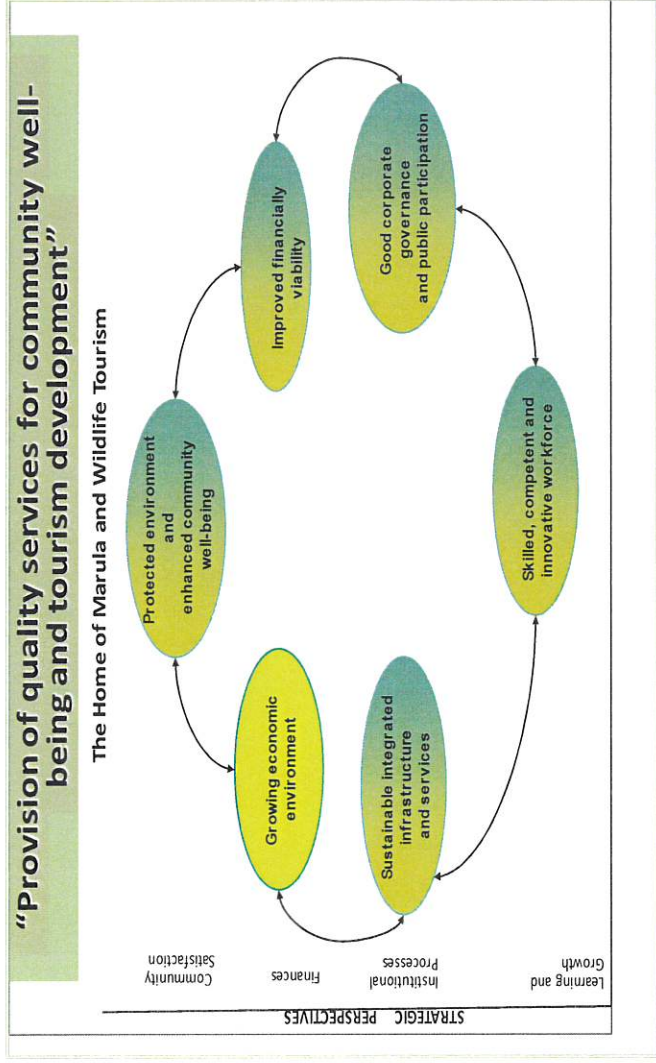 “Provision of quality services for community well-
being and tourism development”
The Home of Marula and Wildlife Tourism
STRATEGIC PERSPECTIVES
Community
Satisfaction
Protected environment
and
enhanced community
well-being
Finances
Growing economic
environment
Improved financially
viability
Institutional
Processes
Sustainable integrated
infrastructure
and services
Good corporate
governance
and public participation
Learning and
Growth
Skilled, competent and
innovative workforce